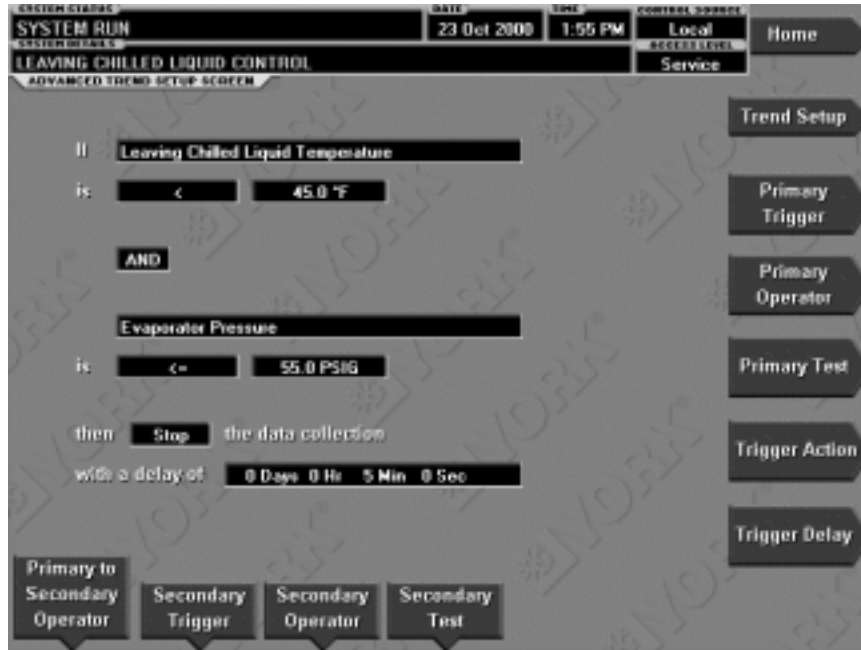 SYSTEM STATUS
SYSTEM RUN
DATE
23 Oct 2000
TIME
1:55 PM
CONTROL SOURCE
Local
Home
SYSTEM DETAILS
LEAVING CHILLED LIQUID CONTROL
ACCESS LEVEL
Service
ADVANCED TREND SETUP SCREEN
Trend Setup
If Leaving Chilled Liquid Temperature
is < 45.0 °F
Primary
Trigger
AND
Primary
Operator
Evaporator Pressure
is <= 55.0 PSIG
Primary Test
then Stop the data collection
Trigger Action
with a delay of 0 Days 0 Hr 5 Min 0 Sec
Trigger Delay
Primary to
Secondary
Operator
Secondary
Trigger
Secondary
Operator
Secondary
Test
YORK